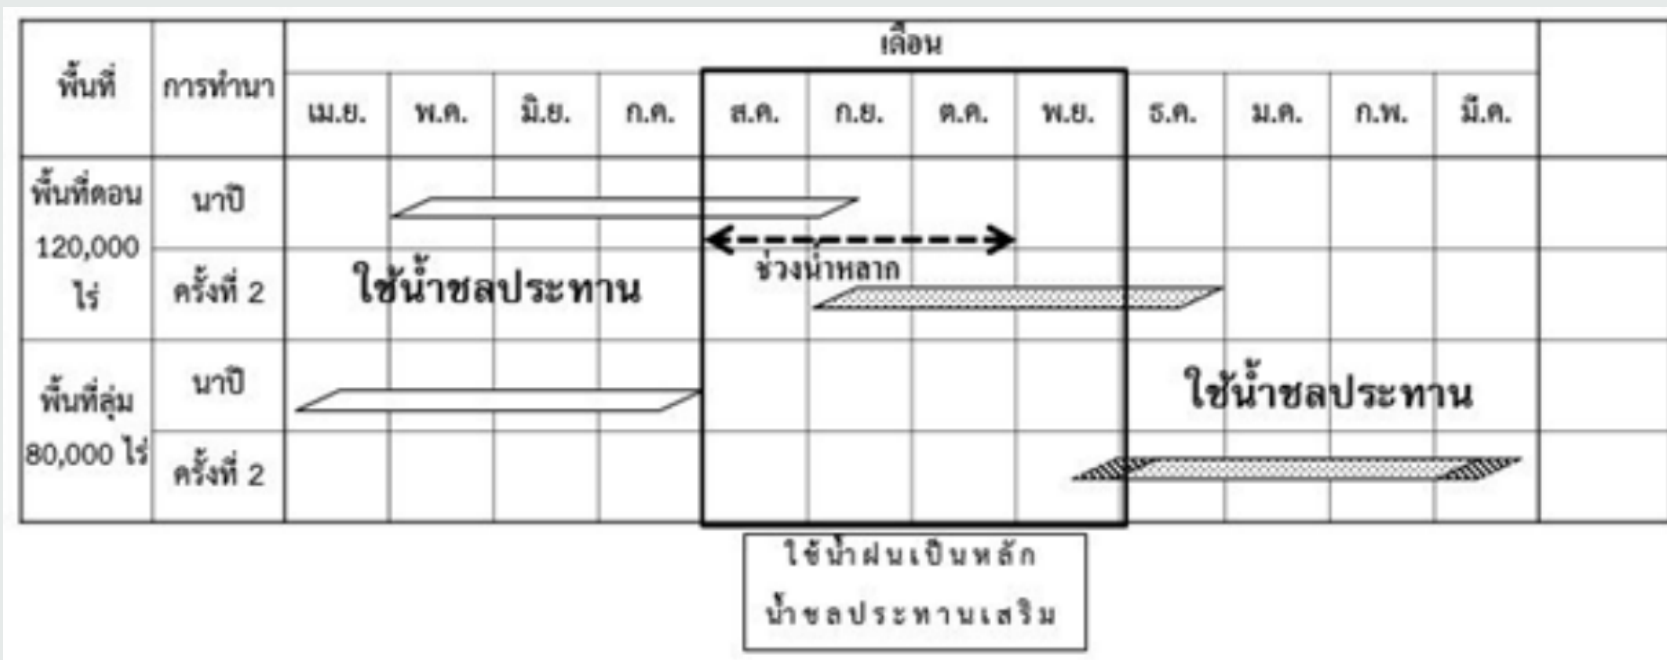 พื้นที่
การทำนา
เดือน
เม.ย.
พ.ค.
มิ.ย.
ก.ค.
ส.ค.
ก.ย.
ต.ค.
พ.ย.
ธ.ค.
ม.ค.
ก.พ.
มี.ค.
พื้นที่ดอน
120,000
ไร่
นาปี
ช่วงน้ำหลาก
ครั้งที่ 2
ใช้น้ำชลประทาน
พื้นที่ลุ่ม
80,000 ไร่
นาปี
ใช้น้ำชลประทาน
ครั้งที่ 2
ใช้น้ำฝนเป็นหลัก
น้ำชลประทานเสริม